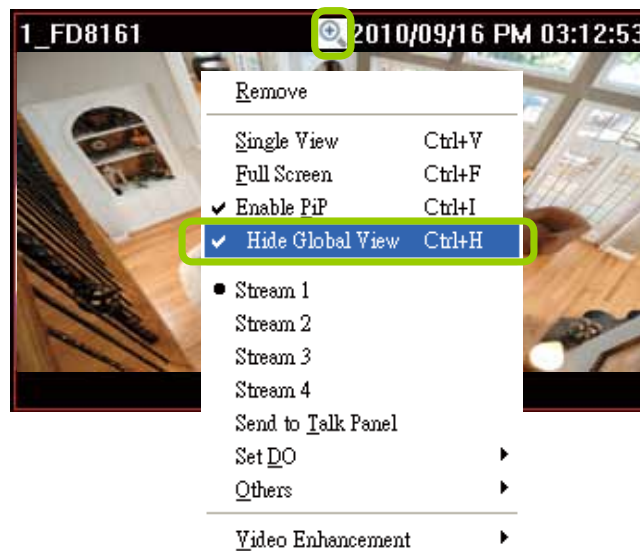 1_FD8161 2010/09/16 PM 03:12:53
Remove
Single View Ctrl+V
Full Screen Ctrl+F
Enable PiP Ctrl+I
Hide Global View Ctrl+H
Stream 1
Stream 2
Stream 3
Stream 4
Send to Talk Panel
Set DO
Others
Video Enhancement